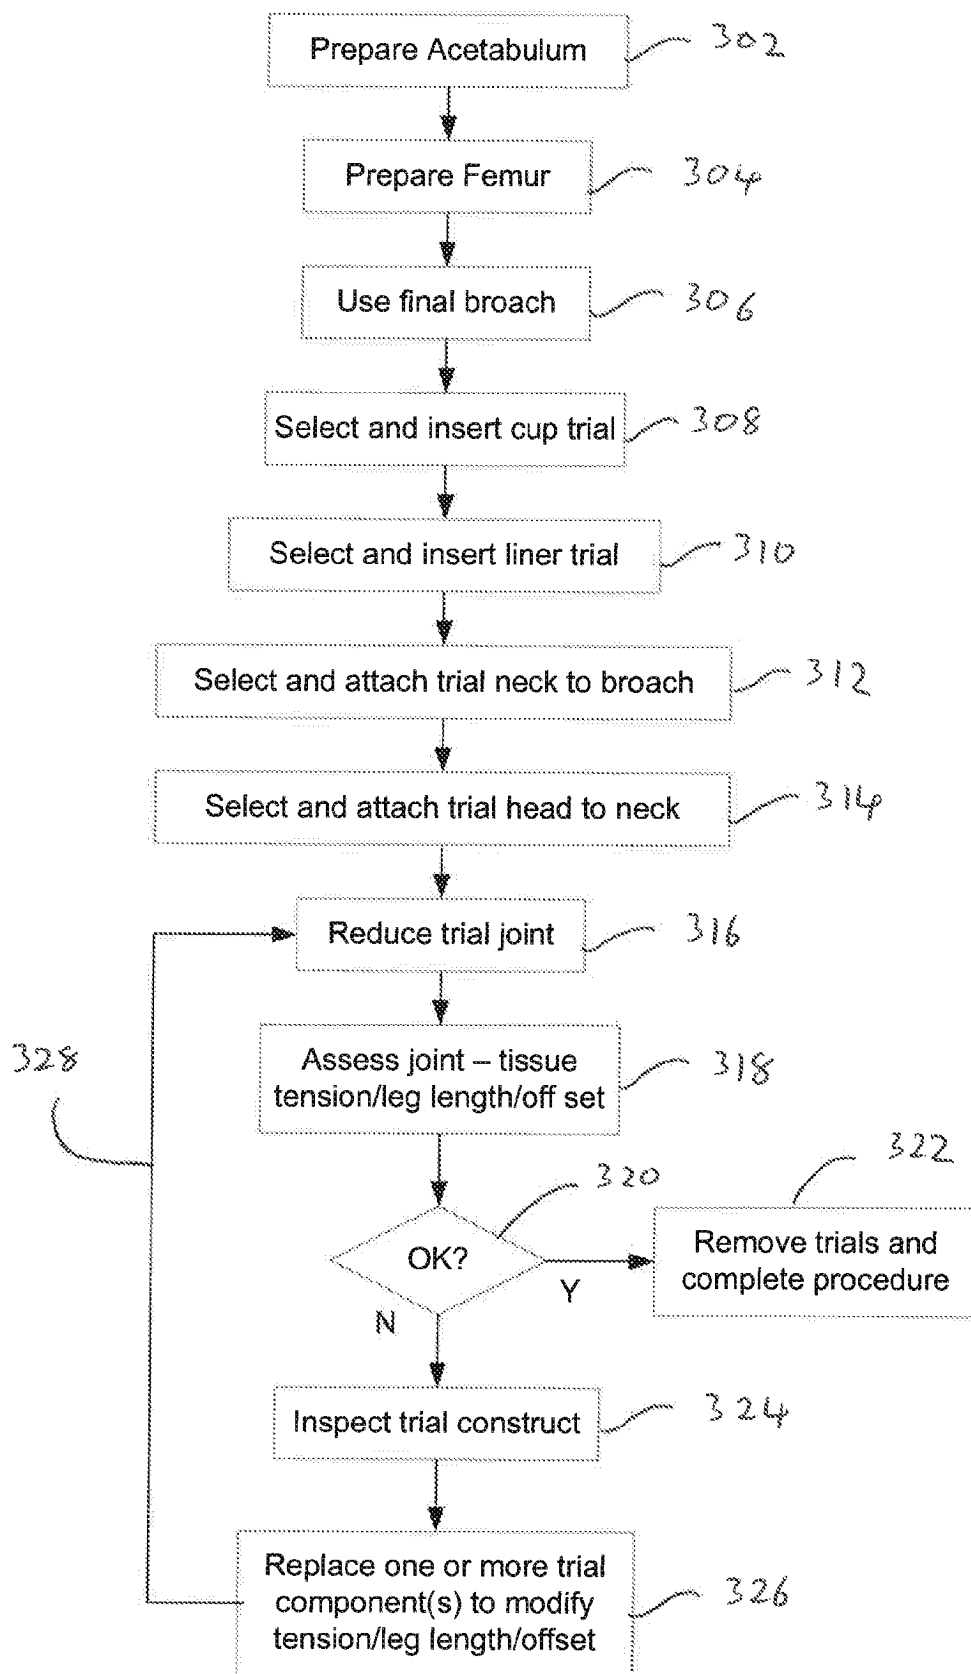 Prepare Acetabulum
302
Prepare Femur
304
Use final broach
306
Select and insert cup trial
308
Select and insert liner trial
310
Select and attach trial neck to broach
312
Select and attach trial head to neck
314
Reduce trial joint
316
Assess joint – tissue
tension/leg length/off set
318
328
320
OK?
Y
N
322
Remove trials and
complete procedure
Inspect trial construct
324
Replace one or more trial
component(s) to modify
tension/leg length/offset
326